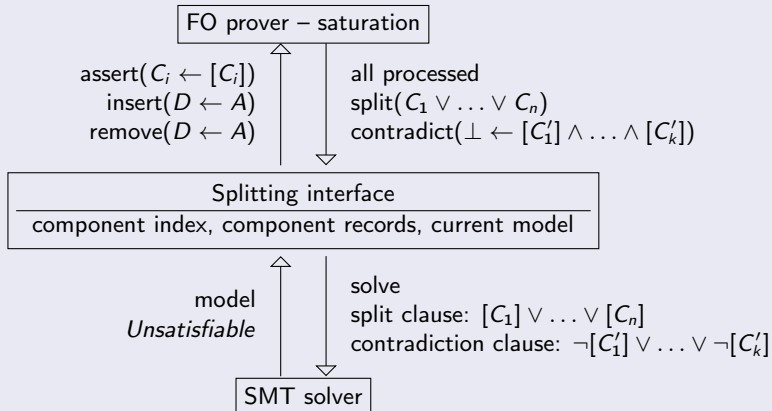 FO prover – saturation
assert(C_i ← [C_i])
insert(D ← A)
remove(D ← A)
all processed
split(C_1 ∨ … ∨ C_n)
contradict(⊥ ← [C′_1] ∧ … ∧ [C′_k])
Splitting interface
component index, component records, current model
model
Unsatisfiable
solve
split clause: [C_1] ∨ … ∨ [C_n]
contradiction clause: ¬[C′_1] ∨ … ∨ ¬[C′_k]
SMT solver